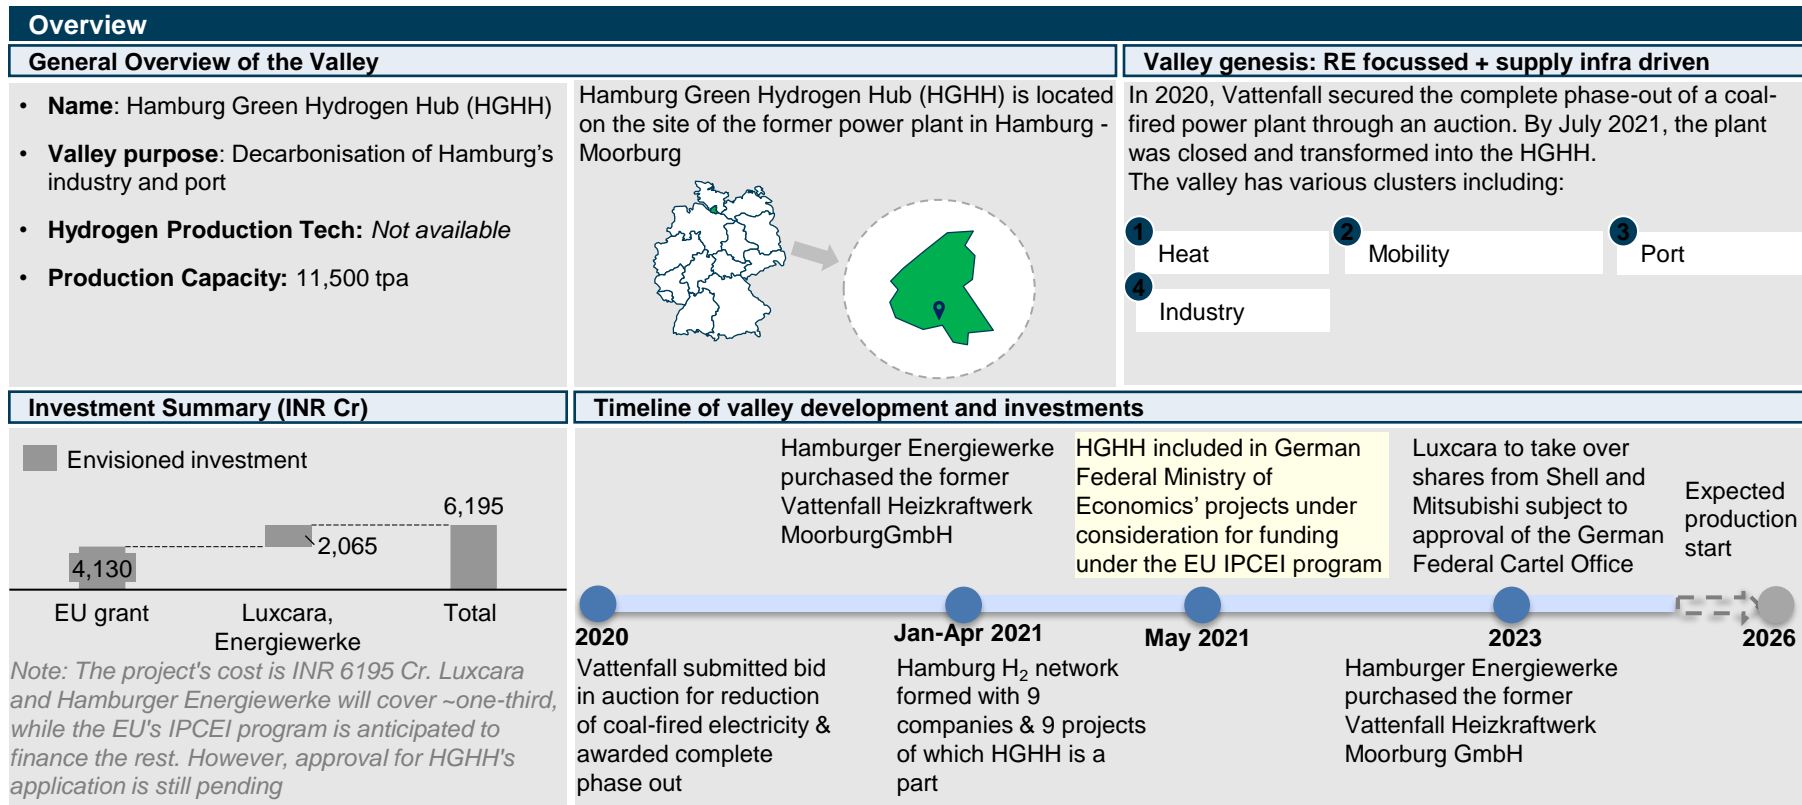 Overview
General Overview of the Valley
• Name: Hamburg Green Hydrogen Hub (HGHH)
• Valley purpose: Decarbonisation of Hamburg's
industry and port
• Hydrogen Production Tech: Not available
• Production Capacity: 11,500 tpa
Hamburg Green Hydrogen Hub (HGHH) is located
on the site of the former power plant in Hamburg -
Moorburg
Valley genesis: RE focussed + supply infra driven
In 2020, Vattenfall secured the complete phase-out of a coal-
fired power plant through an auction. By July 2021, the plant
was closed and transformed into the HGHH.
The valley has various clusters including:
1
Heat
2
Mobility
3
Port
4
Industry
Investment Summary (INR Cr)
Envisioned investment
4,130
2,065
6,195
EU grant
Luxcara,
Energiewerke
Total
Note: The project's cost is INR 6195 Cr. Luxcara
and Hamburger Energiewerke will cover ~one-third,
while the EU's IPCEI program is anticipated to
finance the rest. However, approval for HGHH's
application is still pending
Timeline of valley development and investments
Hamburger Energiewerke
purchased the former
Vattenfall Heizkraftwerk
MoorburgGmbH
HGHH included in German
Federal Ministry of
Economics' projects under
consideration for funding
under the EU IPCEI program
Luxcara to take over
shares from Shell and
Mitsubishi subject to
approval of the German
Federal Cartel Office
Expected
production
start
2020
Jan-Apr 2021
May 2021
2023
2026
Vattenfall submitted bid
in auction for reduction
of coal-fired electricity &
awarded complete
phase out
Hamburg H₂ network
formed with 9
companies & 9 projects
of which HGHH is a
part
Hamburger Energiewerke
purchased the former
Vattenfall Heizkraftwerk
Moorburg GmbH